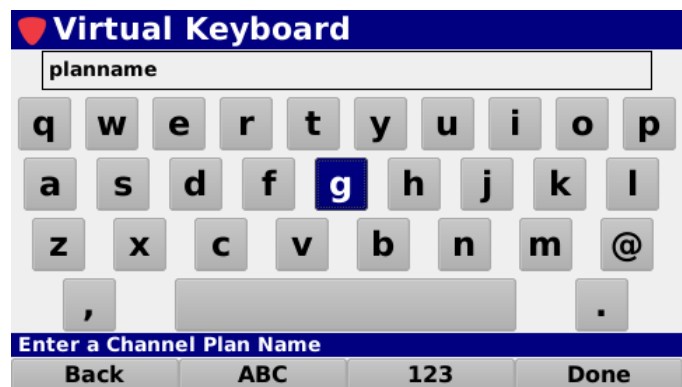 Virtual Keyboard
planname
q w e r t y u i o p
a s d f g h j k l
z x c v b n m @
, .
Enter a Channel Plan Name
Back ABC 123 Done